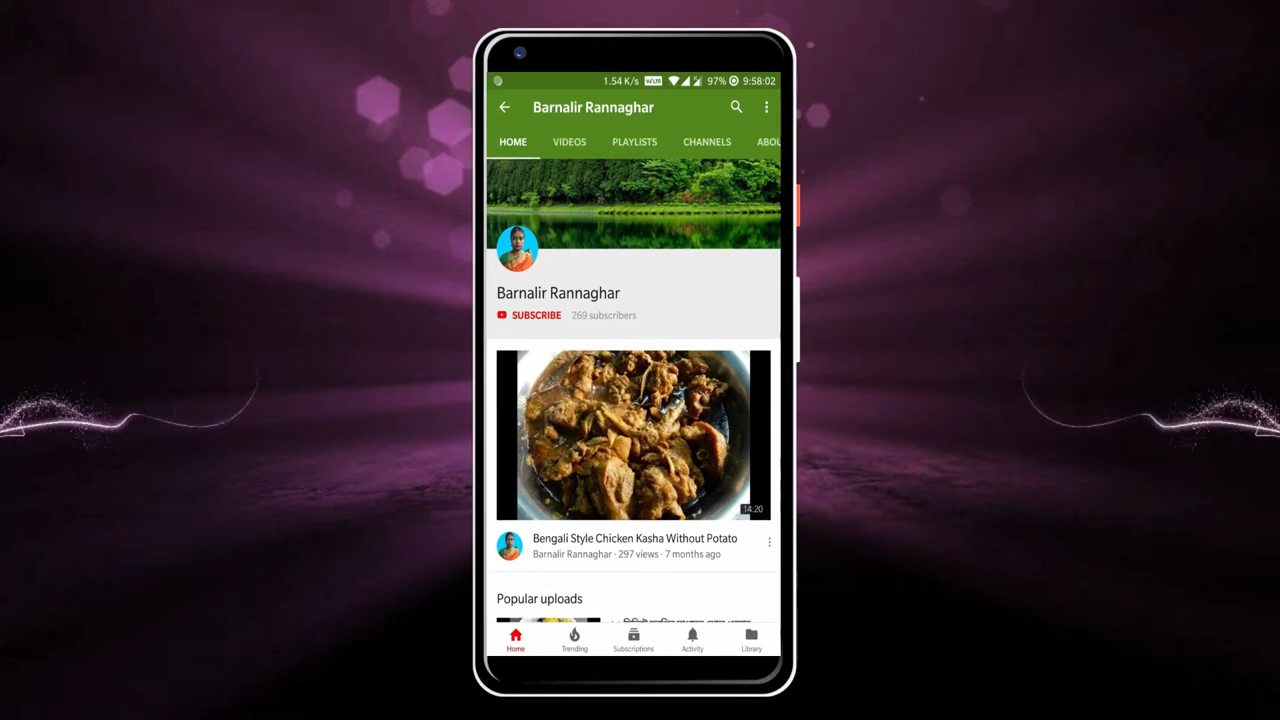 1.54 K/s VoLTE 97% 9:58:02
Barnalir Rannaghar
HOME VIDEOS PLAYLISTS CHANNELS ABOU
Barnalir Rannaghar
SUBSCRIBE 269 subscribers
14:20
Bengali Style Chicken Kasha Without Potato
Barnalir Rannaghar · 297 views · 7 months ago
Popular uploads
Home Trending Subscriptions Activity Library